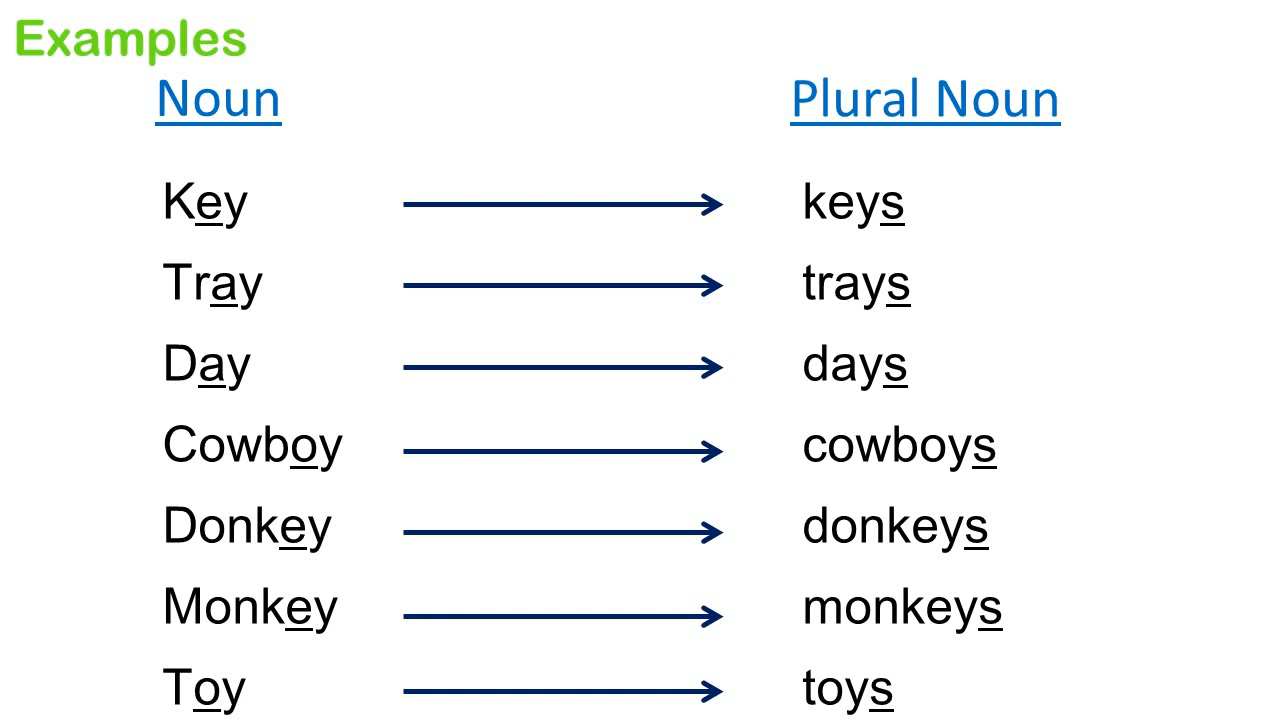 Examples
Noun Plural Noun
Key keys
Tray trays
Day days
Cowboy cowboys
Donkey donkeys
Monkey monkeys
Toy toys